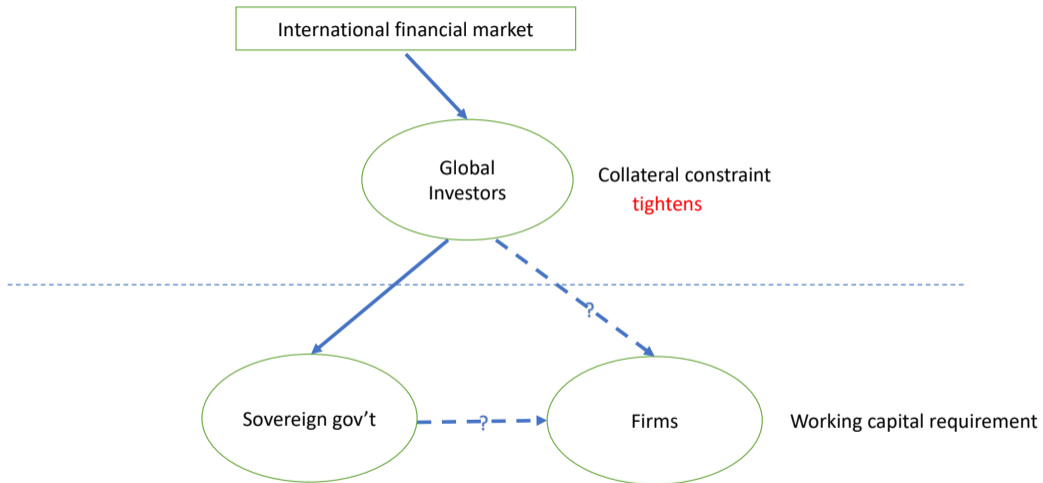 International financial market
Global
Investors
Collateral constraint
tightens
?
Sovereign gov't
?
Firms
Working capital requirement